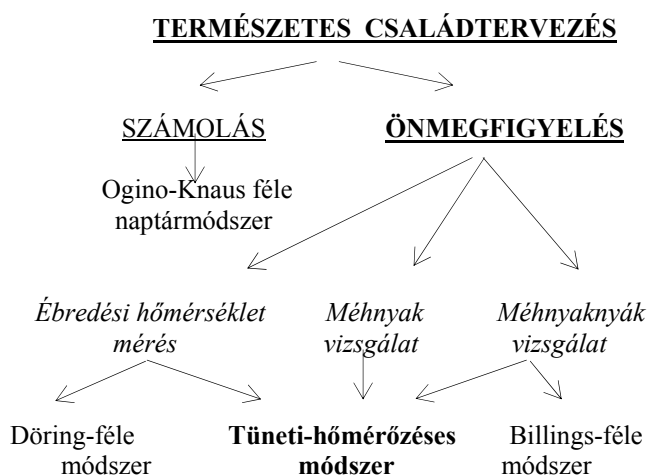 TERMÉSZETES CSALÁDTERVEZÉS
SZÁMOLÁS
ÖNMEGFIGYELÉS
Ogino-Knaus féle
naptármódszer
Ébredési hőmérséklet
mérés
Méhnyak
vizsgálat
Méhnyaknyák
vizsgálat
Döring-féle
módszer
Tüneti-hőmérőzéses
módszer
Billings-féle
módszer